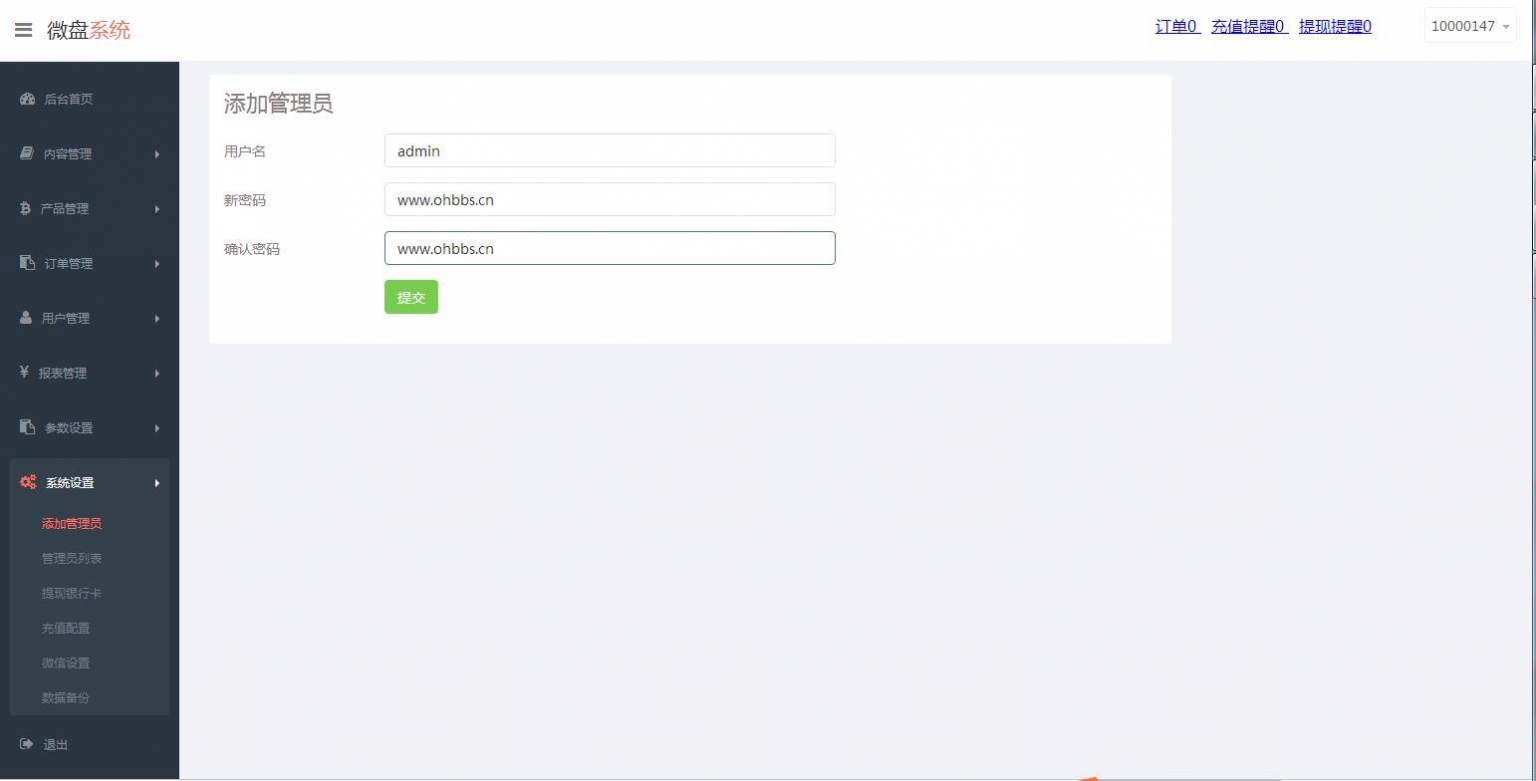 微盘系统
订单0 充值提醒0 提现提醒0
10000147
后台首页
内容管理
产品管理
订单管理
用户管理
报表管理
参数设置
系统设置
添加管理员
管理员列表
提现银行卡
充值配置
微信设置
数据备份
退出
添加管理员
用户名 admin
新密码 www.ohbbs.cn
确认密码 www.ohbbs.cn
提交